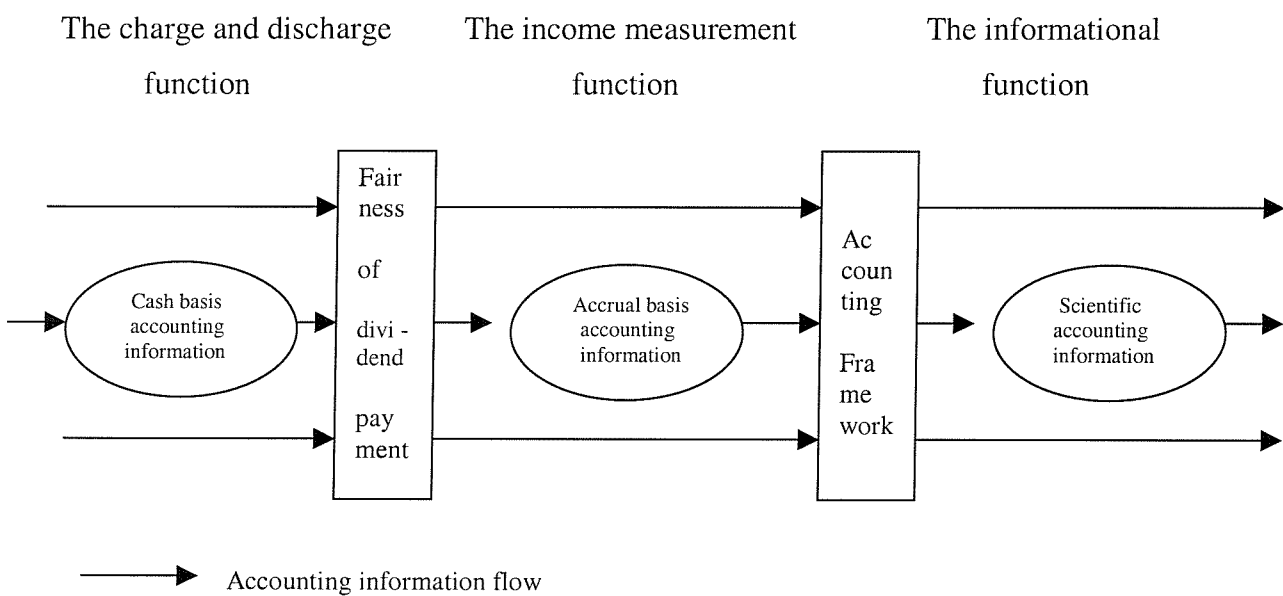 The charge and discharge
function
The income measurement
function
The informational
function
Cash basis
accounting
information
Fair
ness
of
divi -
dend
pay
ment
Accrual basis
accounting
information
Ac
coun
ting
Fra
me
work
Scientific
accounting
information
Accounting information flow